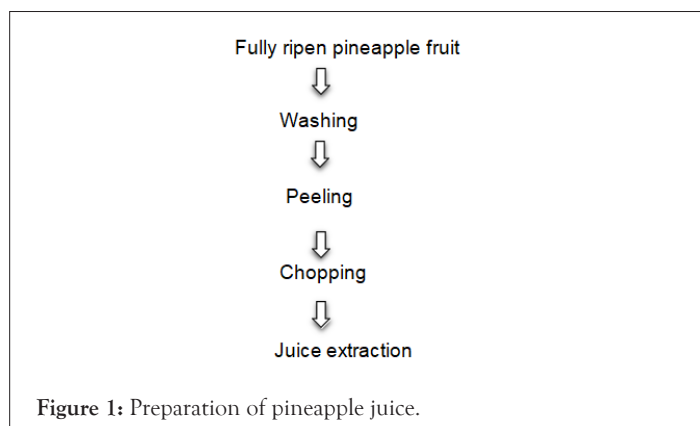 Fully ripen pineapple fruit
Washing
Peeling
Chopping
Juice extraction
Figure 1: Preparation of pineapple juice.